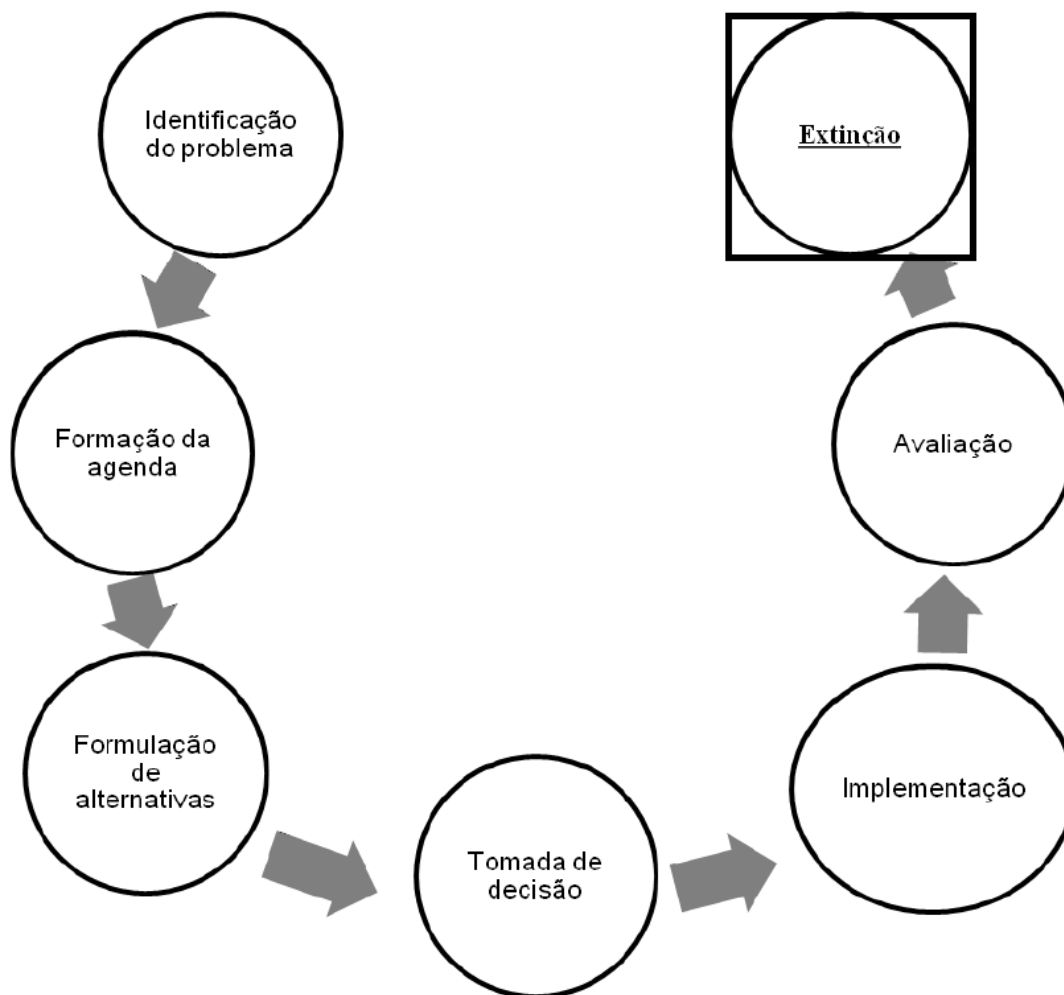 Identificação
do problema
Formação da
agenda
Formulação
de
alternativas
Tomada de
decisão
Implementação
Avaliação
Extinção